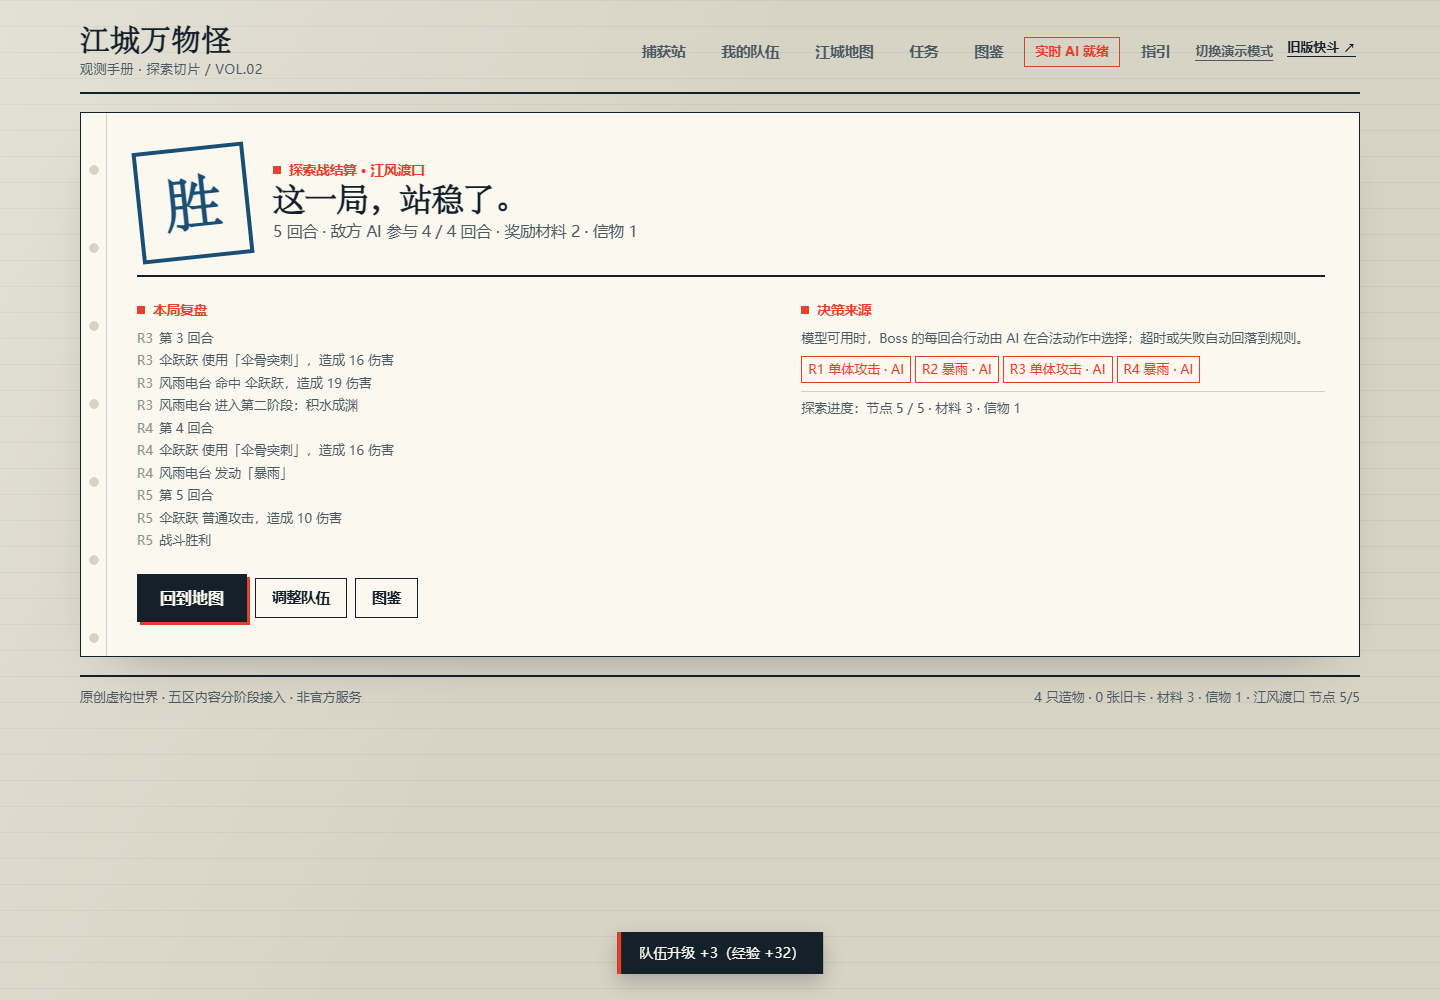 江城万物怪
观测手册 · 探索切片 / VOL.02
捕获站 我的队伍 江城地图 任务 图鉴 实时 AI 就绪 指引 切换演示模式 旧版快斗 ↗
胜
探索战结算 • 江风渡口
这一局，站稳了。
5 回合 · 敌方 AI 参与 4 / 4 回合 · 奖励材料 2 · 信物 1
本局复盘
R3 第 3 回合
R3 伞跃跃 使用「伞骨突刺」，造成 16 伤害
R3 风雨电台 命中 伞跃跃，造成 19 伤害
R3 风雨电台 进入第二阶段：积水成渊
R4 第 4 回合
R4 伞跃跃 使用「伞骨突刺」，造成 16 伤害
R4 风雨电台 发动「暴雨」
R5 第 5 回合
R5 伞跃跃 普通攻击，造成 10 伤害
R5 战斗胜利
决策来源
模型可用时，Boss 的每回合行动由 AI 在合法动作中选择；超时或失败自动回落到规则。
R1 单体攻击 · AI R2 暴雨 · AI R3 单体攻击 · AI R4 暴雨 · AI
探索进度：节点 5 / 5 · 材料 3 · 信物 1
回到地图 调整队伍 图鉴
原创虚构世界 · 五区内容分阶段接入 · 非官方服务
4 只造物 · 0 张旧卡 · 材料 3 · 信物 1 · 江风渡口 节点 5/5
队伍升级 +3（经验 +32）